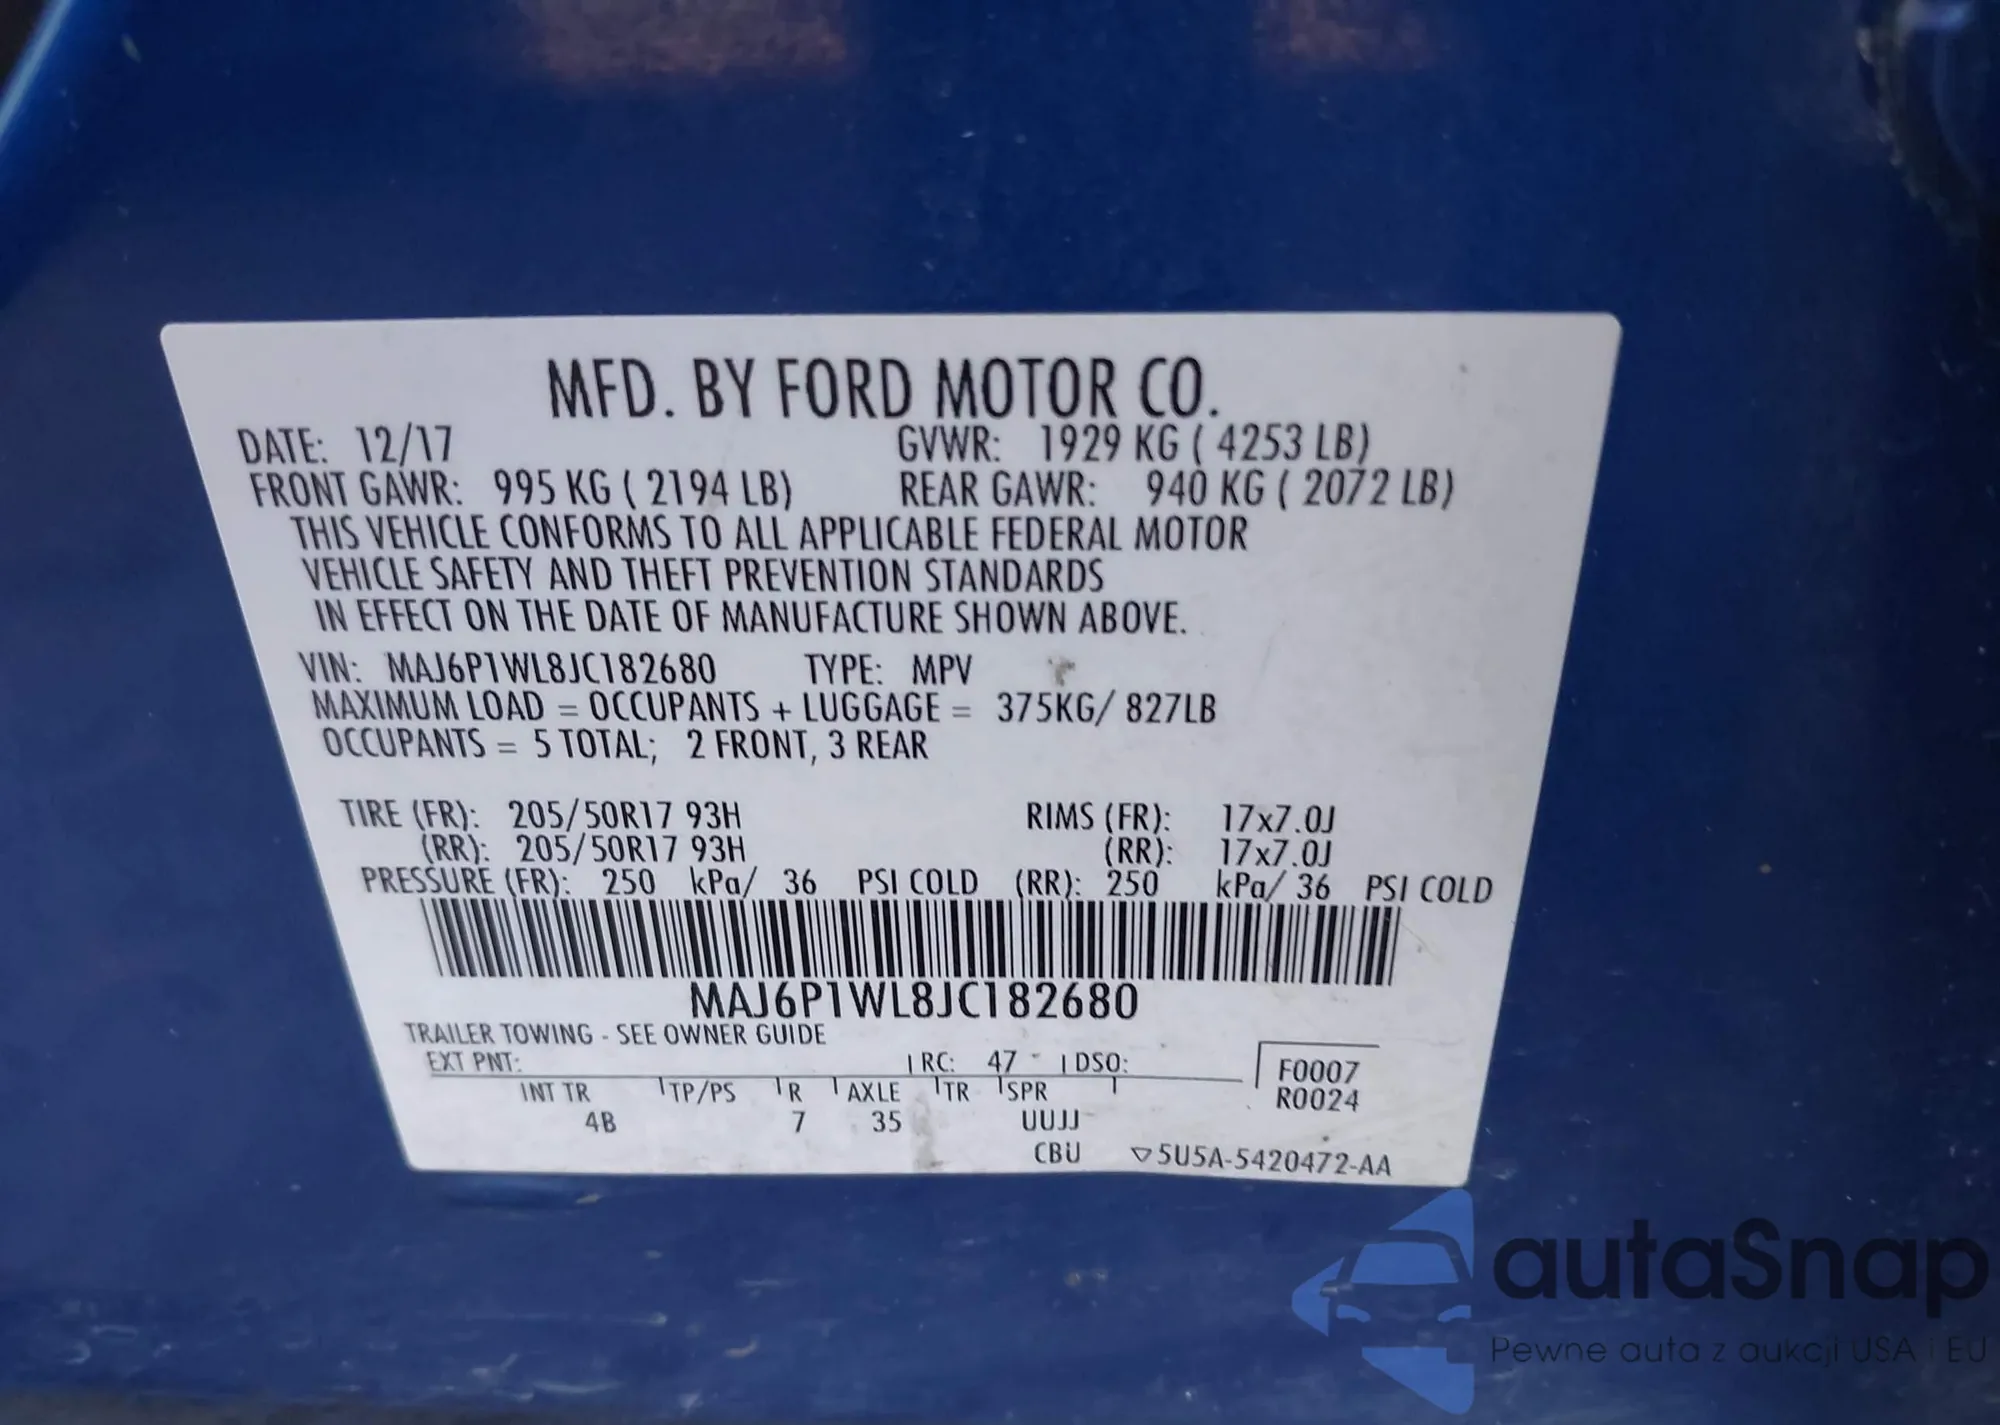 MFD. BY FORD MOTOR CO.
DATE: 12/17 GVWR: 1929 KG ( 4253 LB)
FRONT GAWR: 995 KG ( 2194 LB) REAR GAWR: 940 KG ( 2072 LB)
THIS VEHICLE CONFORMS TO ALL APPLICABLE FEDERAL MOTOR
VEHICLE SAFETY AND THEFT PREVENTION STANDARDS
IN EFFECT ON THE DATE OF MANUFACTURE SHOWN ABOVE.
VIN: MAJ6P1WL8JC182680 TYPE: MPV
MAXIMUM LOAD = OCCUPANTS + LUGGAGE = 375KG/ 827LB
OCCUPANTS = 5 TOTAL; 2 FRONT, 3 REAR
TIRE (FR): 205/50R17 93H RIMS (FR): 17x7.0J
(RR): 205/50R17 93H (RR): 17x7.0J
PRESSURE (FR): 250 kPa/ 36 PSI COLD (RR): 250 kPa/ 36 PSI COLD
MAJ6P1WL8JC182680
TRAILER TOWING - SEE OWNER GUIDE
EXT PNT: RC: 47 DSO: F0007
INT TR TP/PS R AXLE TR SPR R0024
4B 7 35 UUJJ
CBU ▽5U5A-5420472-AA
autaSnap
Pewne auta z aukcji USA i EU